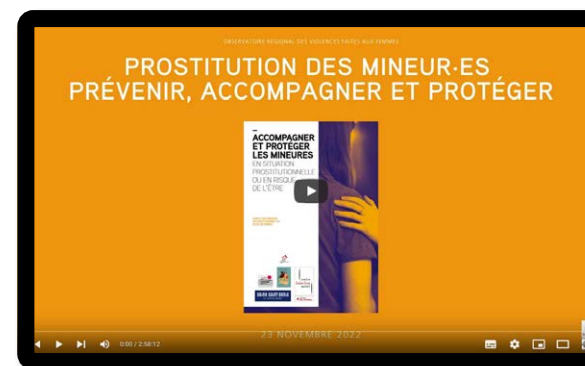 OBSERVATOIRE RÉGIONAL DES VIOLENCES FAITES AUX FEMMES
PROSTITUTION DES MINEUR·ES
PRÉVENIR, ACCOMPAGNER ET PROTÉGER
ACCOMPAGNER
ET PROTÉGER
LES MINEURES
EN SITUATION
PROSTITUTIONNELLE
OU EN RISQUE
DE L'ÊTRE
23 NOVEMBRE 2022
0:00 / 2:58:12